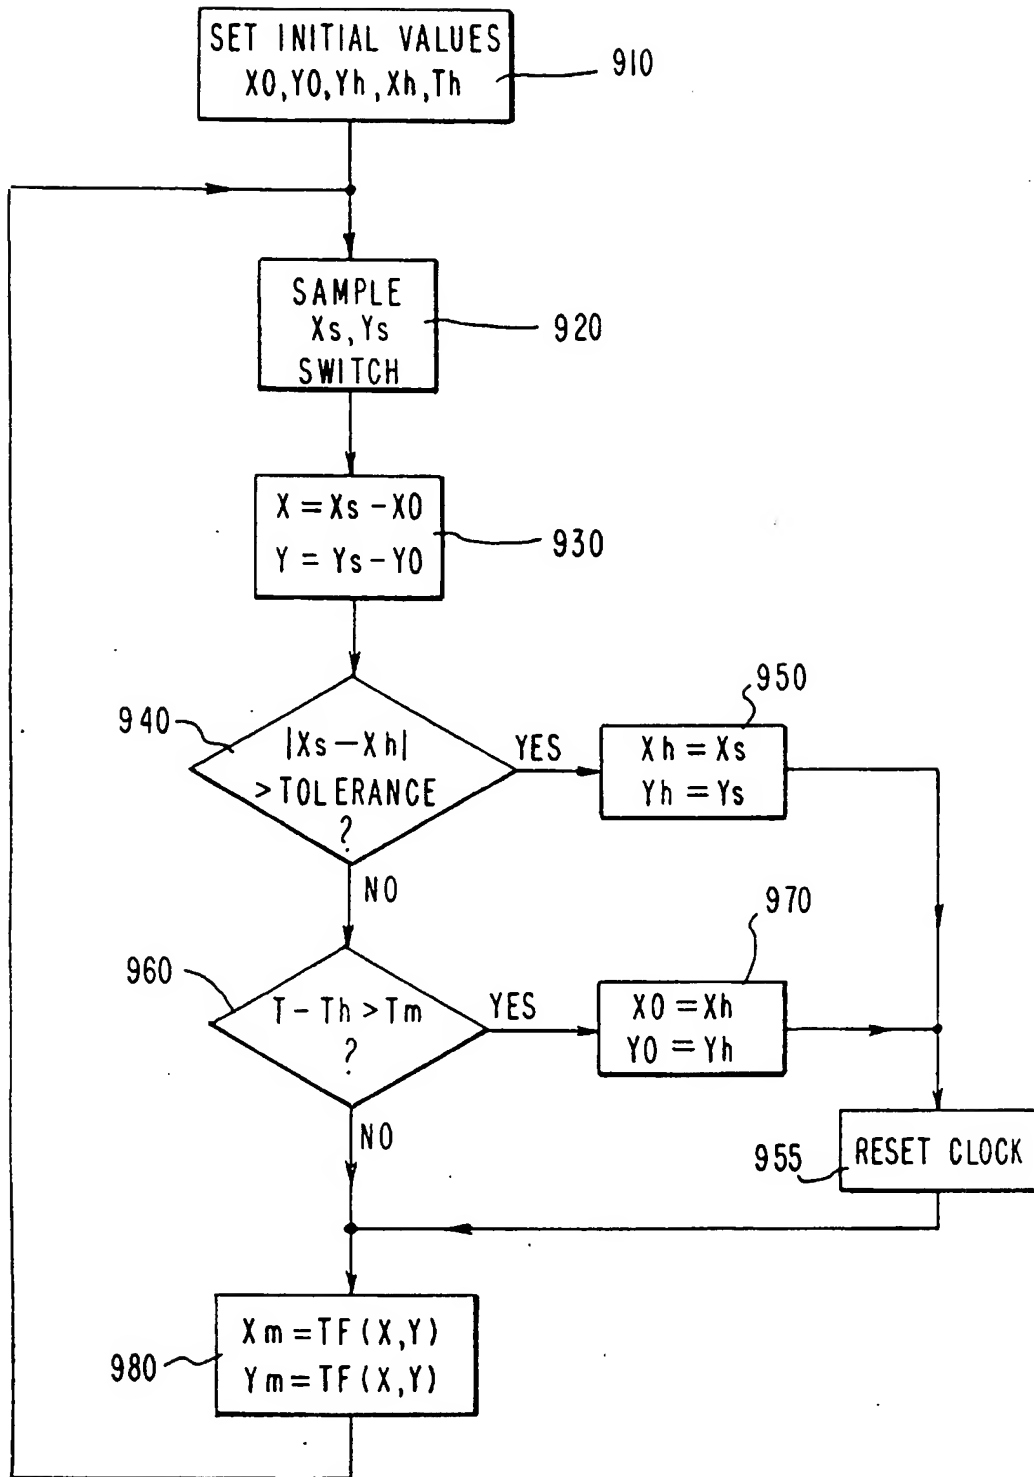 SET INITIAL VALUES
X0, Y0, Yh, Xh, Th
910
SAMPLE
Xs, Ys
SWITCH
920
X = Xs - X0
Y = Ys - Y0
930
940
|Xs - Xh|
> TOLERANCE
?
YES
950
Xh = Xs
Yh = Ys
NO
960
T - Th > Tm
?
YES
970
X0 = Xh
Y0 = Yh
NO
955
RESET CLOCK
980
Xm = TF (X,Y)
Ym = TF (X,Y)